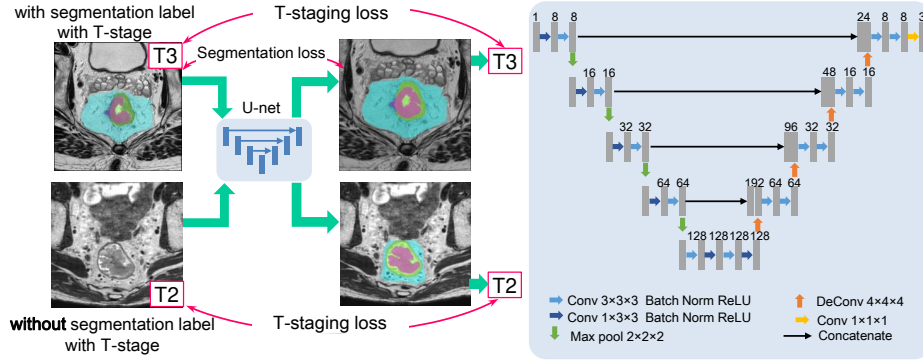 with segmentation label
with T-stage
T-staging loss
T3
Segmentation loss
T3
U-net
T2
T2
without segmentation label
with T-stage
T-staging loss
1 8 8 24 8 8 3
16 16 48 16 16
32 32 96 32 32
64 64 192 64 64
128 128 128 128
Conv 3×3×3 Batch Norm ReLU
Conv 1×3×3 Batch Norm ReLU
Max pool 2×2×2
DeConv 4×4×4
Conv 1×1×1
Concatenate